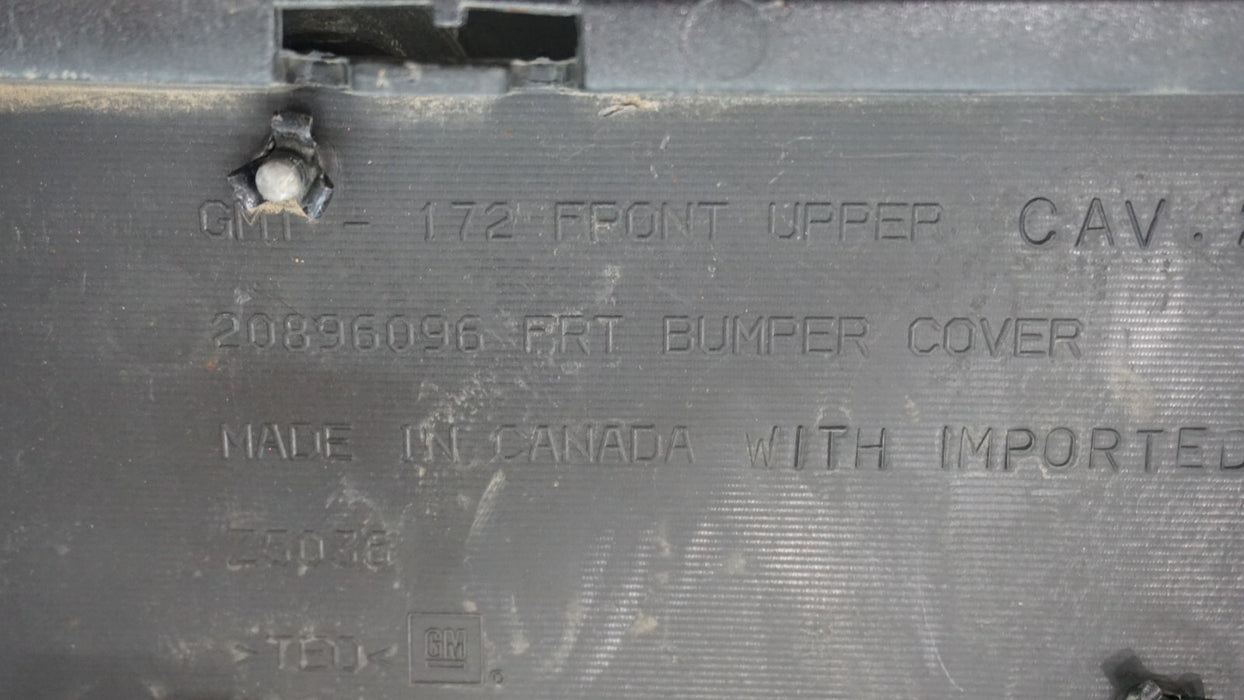 GMT - 172 FRONT UPPER CAV.
20896096 FRT BUMPER COVER
MADE IN CANADA WITH IMPORTED
Z5038
>TEO<
GM